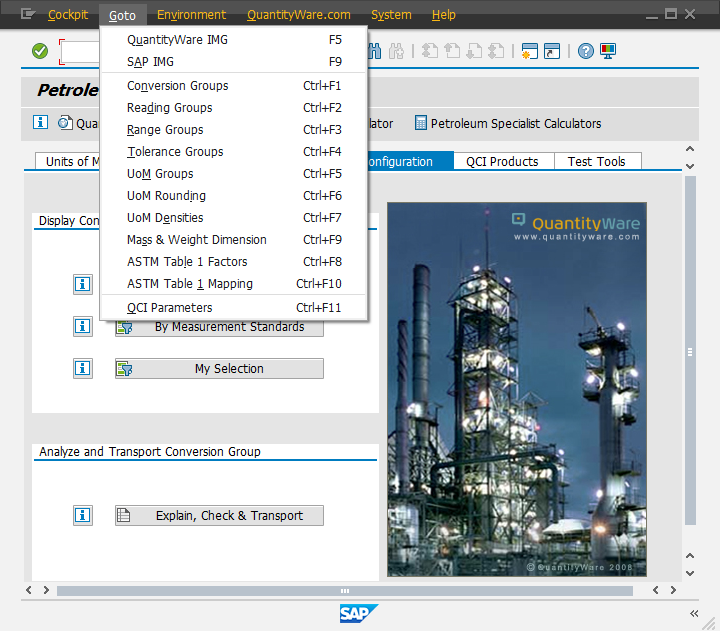 Cockpit Goto Environment QuantityWare.com System Help
QuantityWare IMG F5
SAP IMG F9
Conversion Groups Ctrl+F1
Reading Groups Ctrl+F2
Range Groups Ctrl+F3
Tolerance Groups Ctrl+F4
UoM Groups Ctrl+F5
UoM Rounding Ctrl+F6
UoM Densities Ctrl+F7
Mass & Weight Dimension Ctrl+F9
ASTM Table 1 Factors Ctrl+F8
ASTM Table 1 Mapping Ctrl+F10
QCI Parameters Ctrl+F11
Petrole
Quan
lator Petroleum Specialist Calculators
Units of M
onfiguration QCI Products Test Tools
Display Con
By Measurement Standards
My Selection
Analyze and Transport Conversion Group
Explain, Check & Transport
QuantityWare
www.quantityware.com
© QuantityWare 2008
SAP